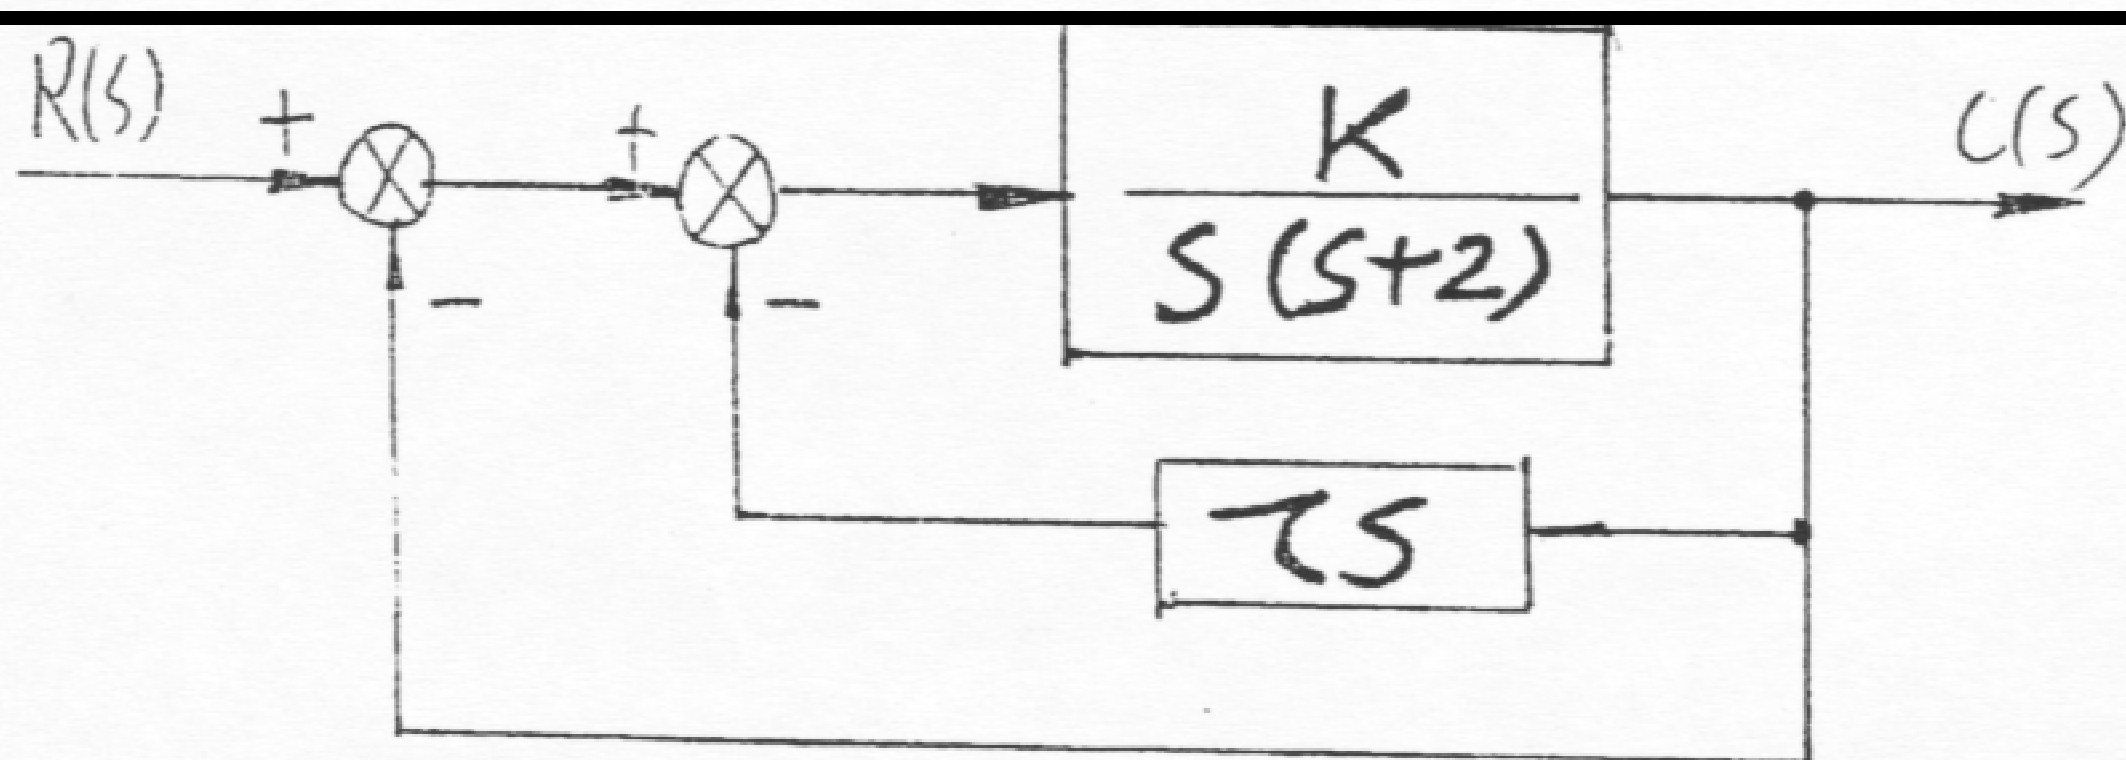 R(s)
+
+
K
S(S+2)
C(s)
−
−
τS